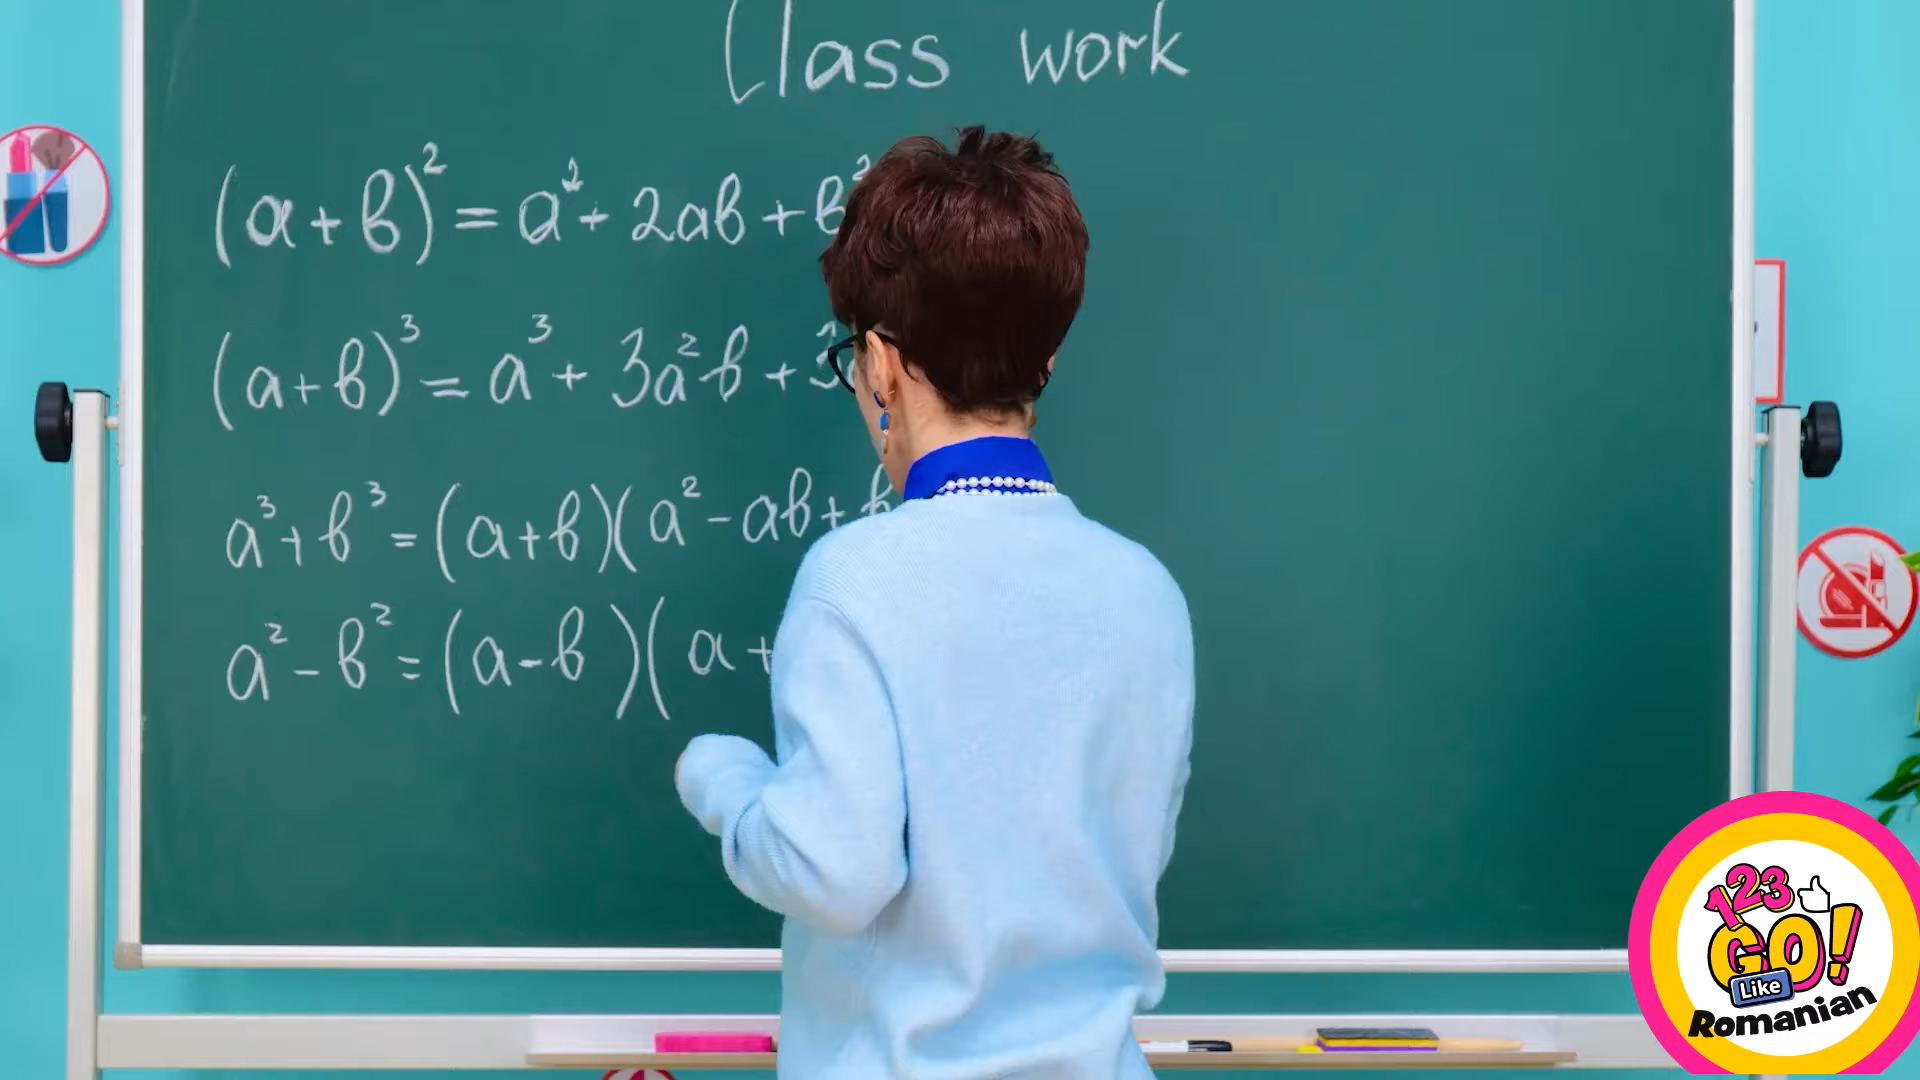 Class work
(a+b)² = a² + 2ab + b²
(a+b)³ = a³ + 3a²b + 3
a³+b³ = (a+b)(a² - ab + b
a² - b² = (a-b)(a +
123
GO!
Like
Romanian